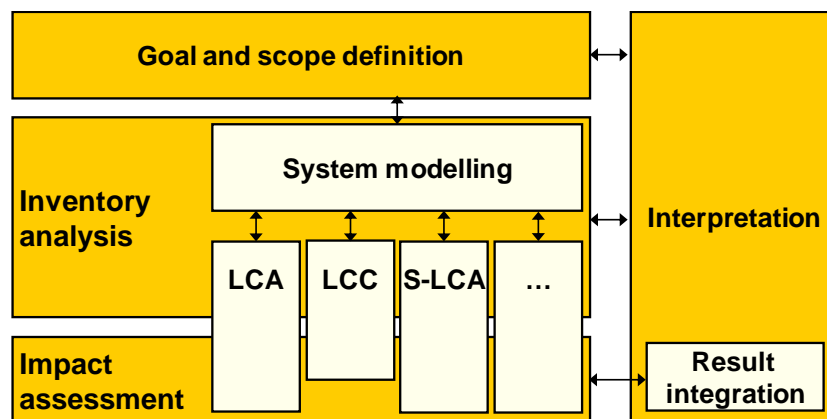 Goal and scope definition
System modelling
Inventory
analysis
Interpretation
LCA
LCC
S-LCA
…
Impact
assessment
Result
integration